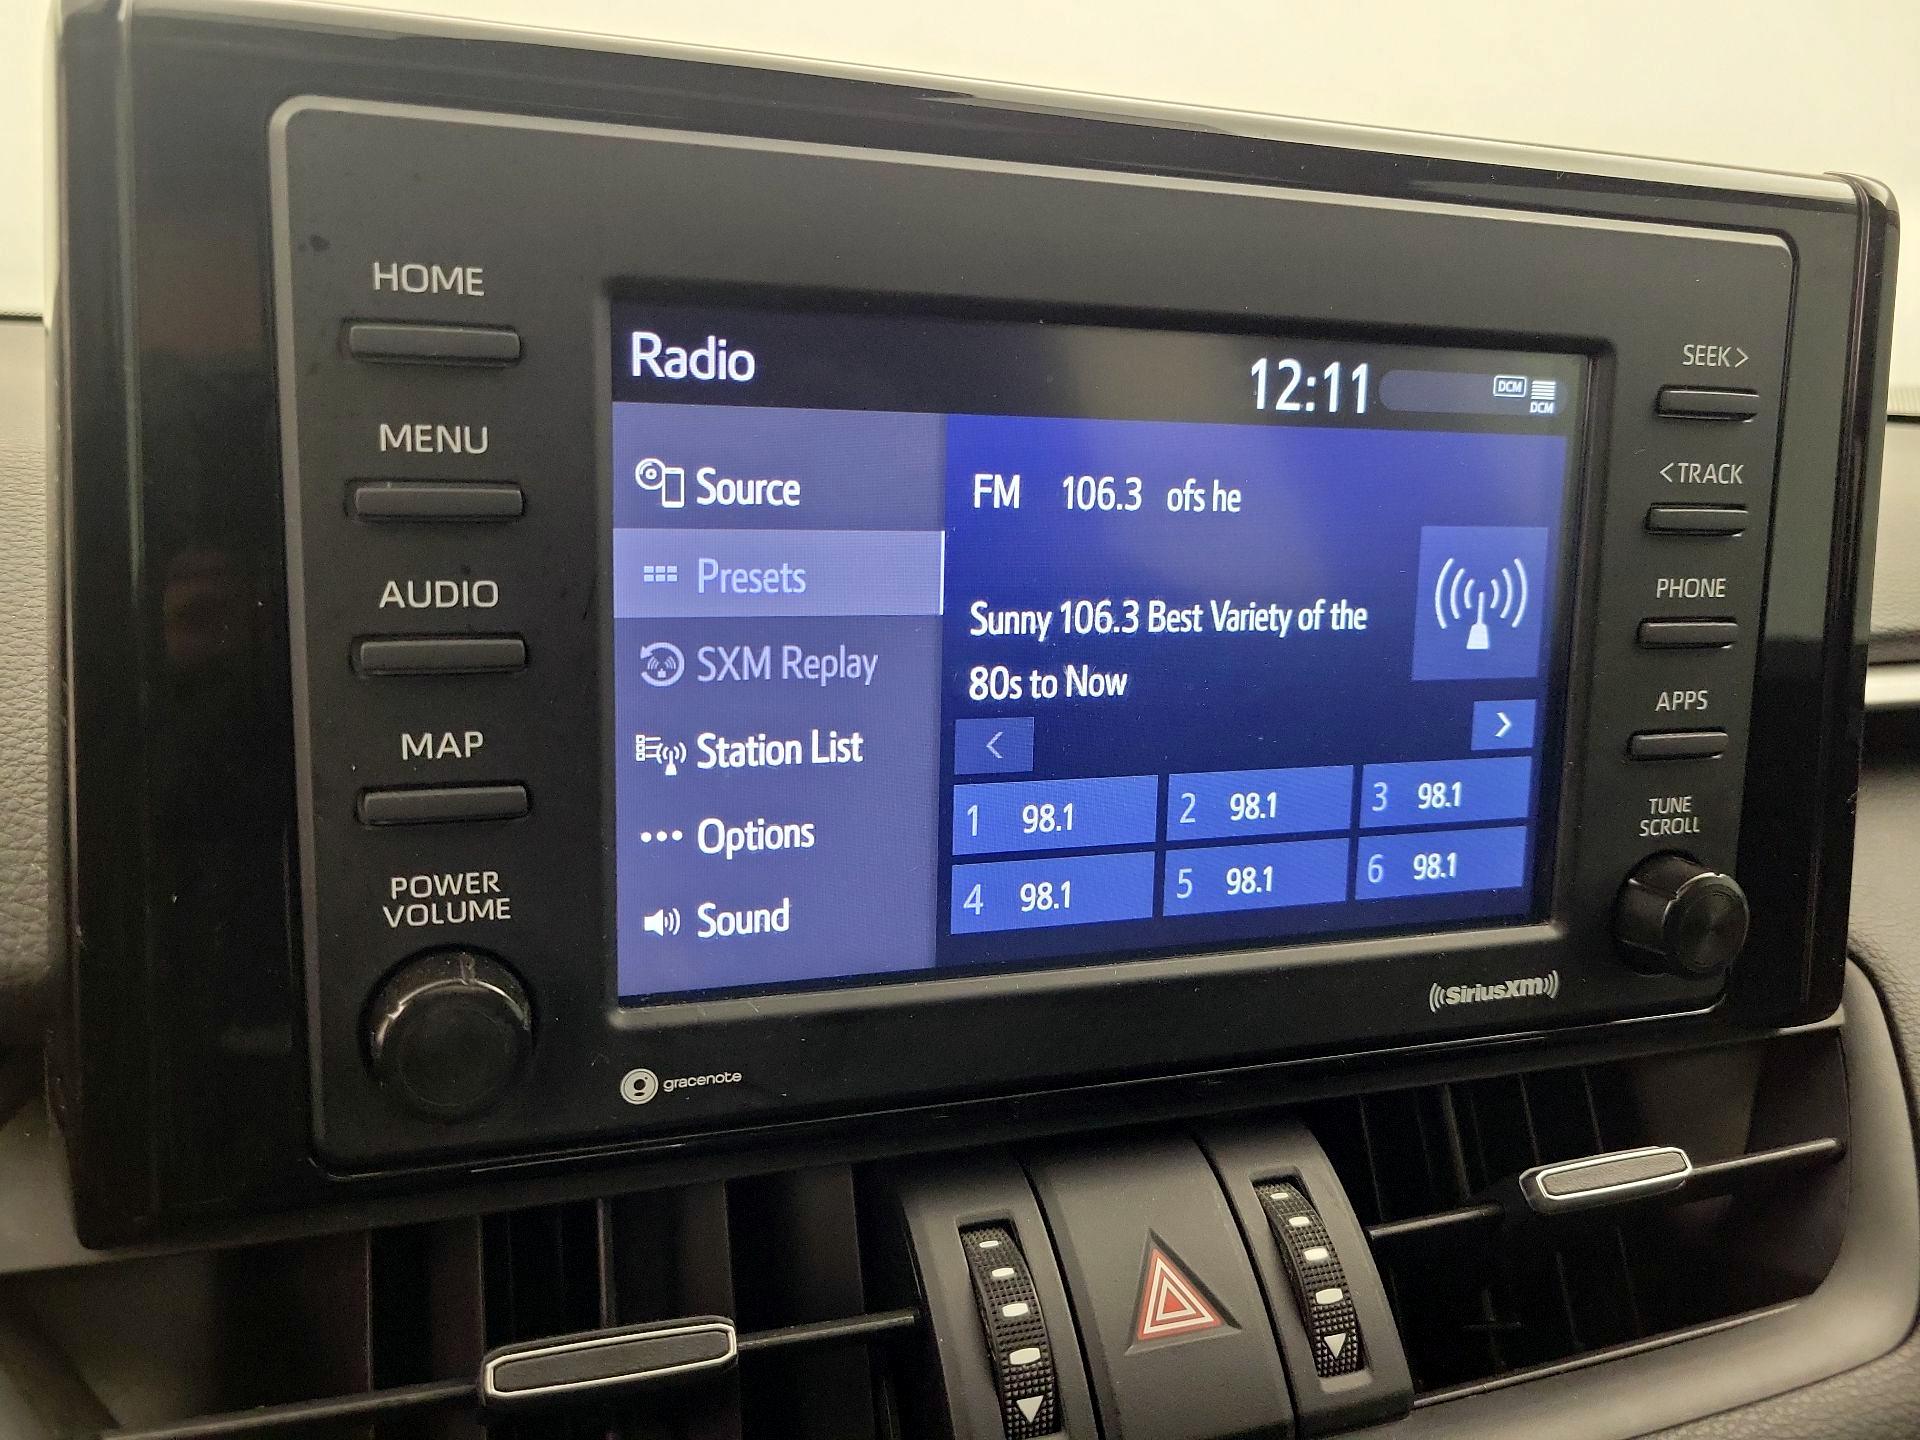 HOME
MENU
AUDIO
MAP
POWER
VOLUME
Radio
12:11
DCM
DCM
Source
Presets
SXM Replay
Station List
Options
Sound
FM 106.3 ofs he
Sunny 106.3 Best Variety of the
80s to Now
<
>
1 98.1
2 98.1
3 98.1
4 98.1
5 98.1
6 98.1
SEEK>
<TRACK
PHONE
APPS
TUNE
SCROLL
gracenote
((SiriusXM))